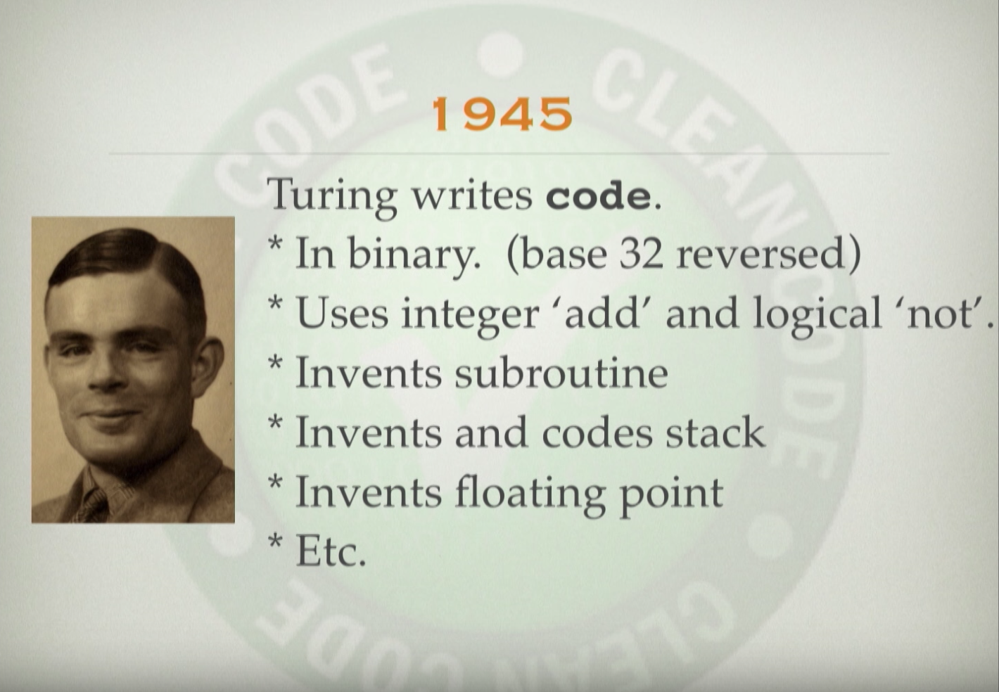 1945
Turing writes code.
* In binary.  (base 32 reversed)
* Uses integer ‘add’ and logical ‘not’.
* Invents subroutine
* Invents and codes stack
* Invents floating point
* Etc.
CODE • CLEAN CODE • CLEAN CODE